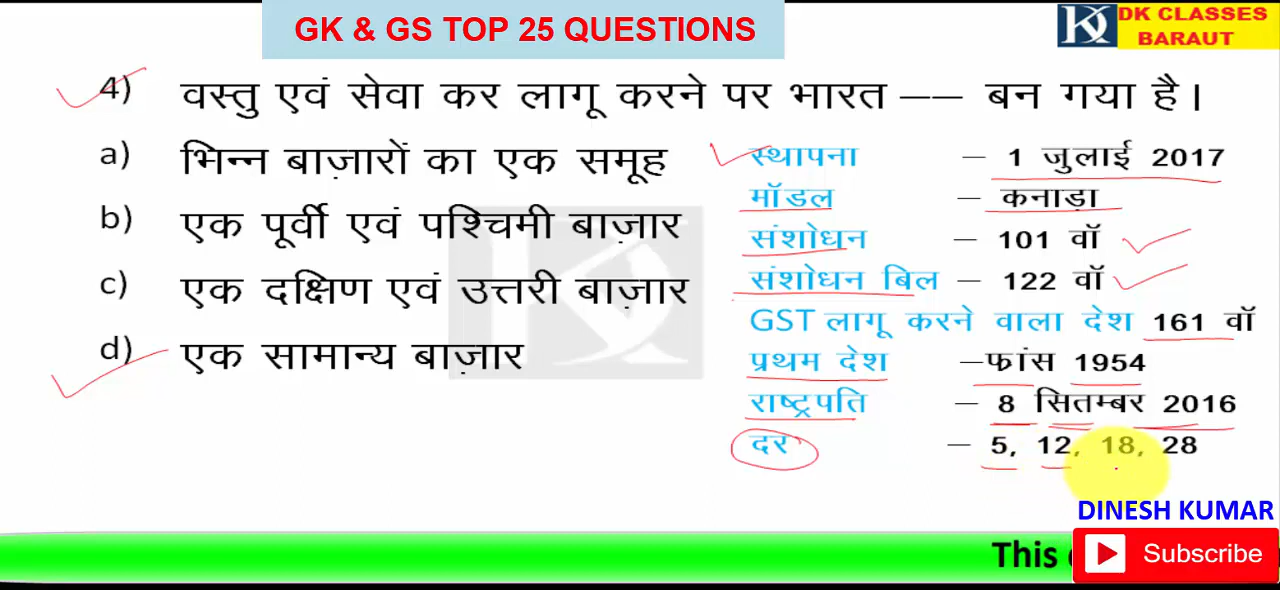 GK & GS TOP 25 QUESTIONS
DK CLASSES
BARAUT
4) वस्तु एवं सेवा कर लागू करने पर भारत —— बन गया है।
a) भिन्न बाज़ारों का एक समूह
b) एक पूर्वी एवं पश्चिमी बाज़ार
c) एक दक्षिण एवं उत्तरी बाज़ार
d) एक सामान्य बाज़ार
स्थापना – 1 जुलाई 2017
मॉडल – कनाड़ा
संशोधन – 101 वॉ
संशोधन बिल – 122 वॉ
GST लागू करने वाला देश 161 वॉ
प्रथम देश –फ्रांस 1954
राष्ट्रपति – 8 सितम्बर 2016
दर – 5, 12, 18, 28
DINESH KUMAR
This
Subscribe